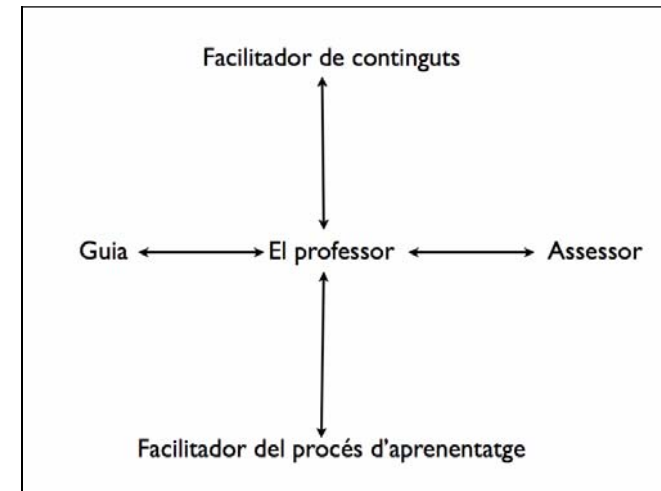 Facilitador de continguts
Guia
El professor
Assessor
Facilitador del procés d'aprenentatge